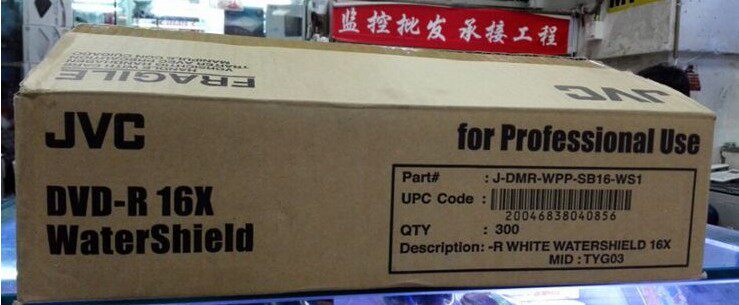 监控批发 承接工程
FRAGILE
JVC
JVC
for Professional Use
DVD-R 16X
WaterShield
Part# : J-DMR-WPP-SB16-WS1
UPC Code :
20046838040856
QTY : 300
Description: -R WHITE WATERSHIELD 16X
MID : TYG03